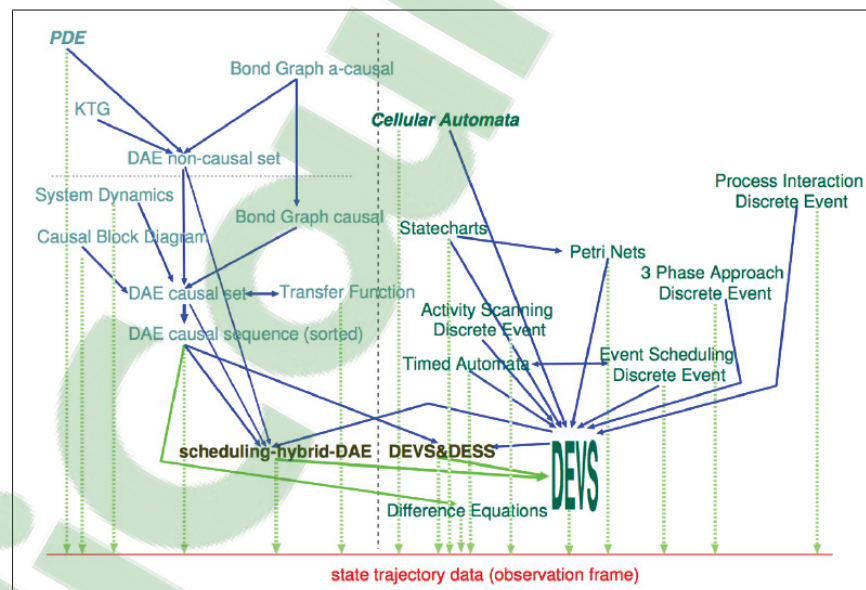 PDE
Bond Graph a-causal
KTG
Cellular Automata
DAE non-causal set
System Dynamics
Process Interaction
Discrete Event
Bond Graph causal
Causal Block Diagram
Statecharts
Petri Nets
3 Phase Approach
Discrete Event
DAE causal set
Transfer Function
Activity Scanning
Discrete Event
DAE causal sequence (sorted)
Timed Automata
Event Scheduling
Discrete Event
scheduling-hybrid-DAE
DEVS&DESS
DEVS
Difference Equations
state trajectory data (observation frame)